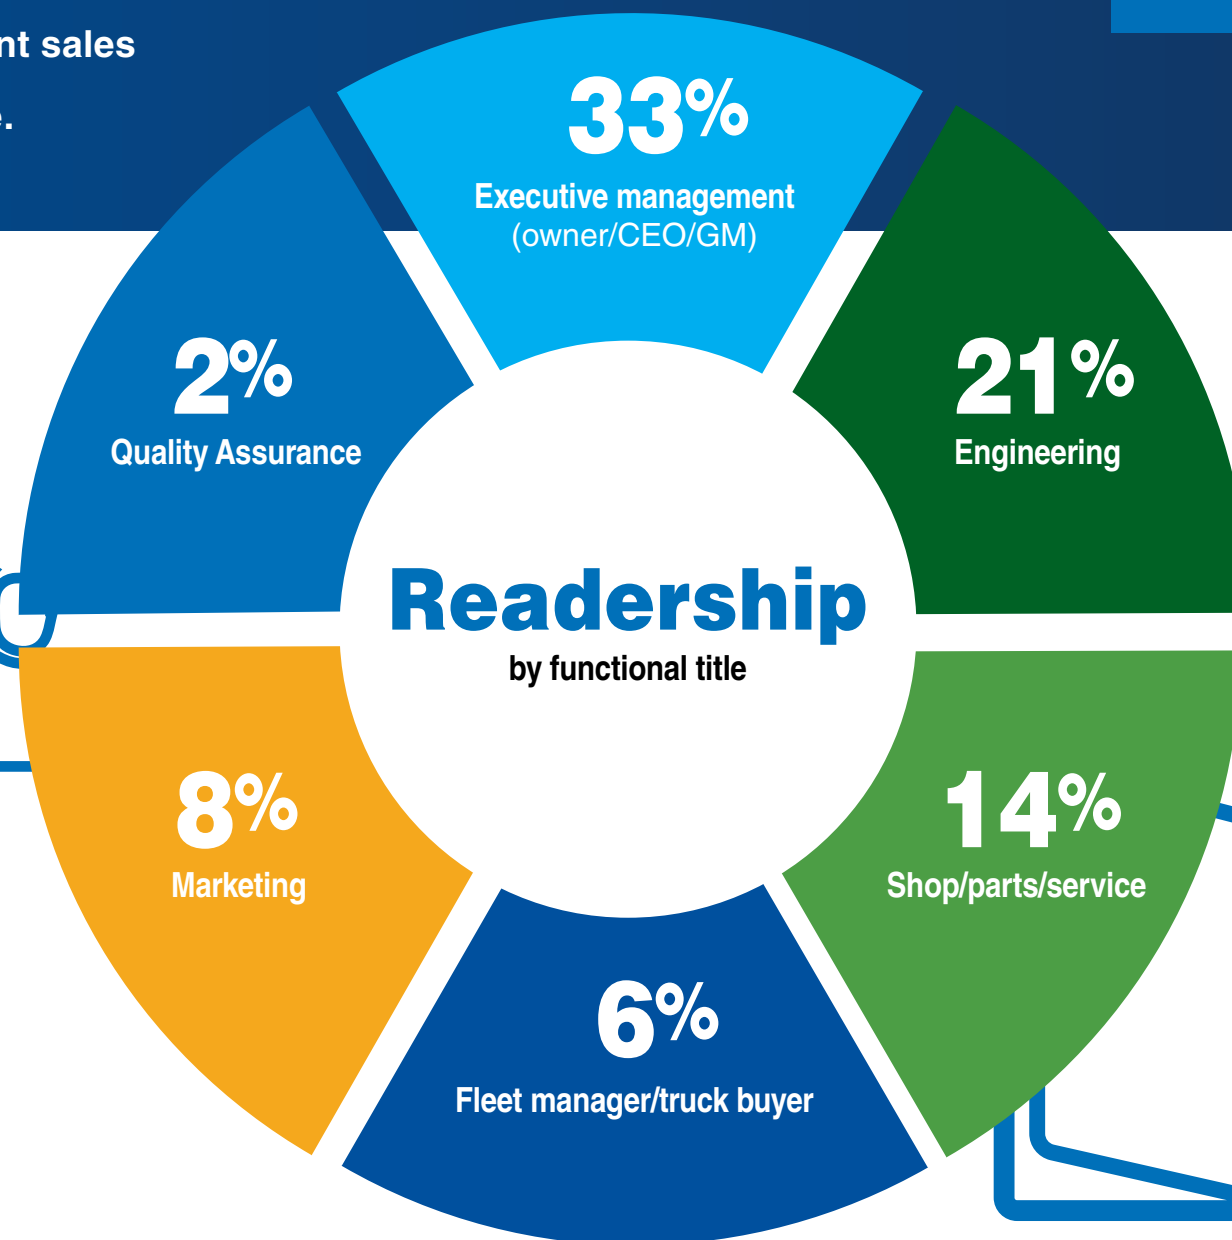 sales
33%
Executive management
(owner/CEO/GM)
21%
Engineering
14%
Shop/parts/service
6%
Fleet manager/truck buyer
8%
Marketing
2%
Quality Assurance
Readership
by functional title